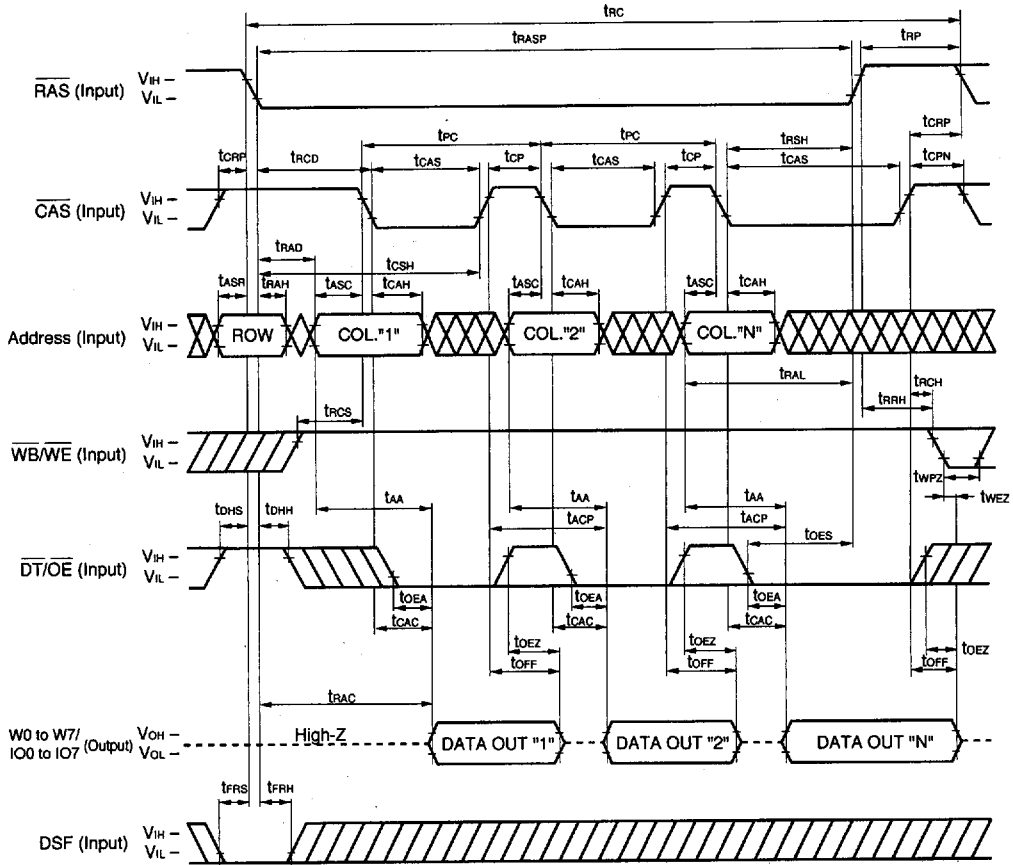 tRC
tRASP tRP
RAS (Input) VIH VIL
tCRP
tPC tPC tRSH
tCRP tRCD tCAS tCP tCAS tCP tCAS tCPN
CAS (Input) VIH VIL
tRAD
tCSH
tASR tRAH tASC tCAH tASC tCAH tASC tCAH
Address (Input) VIH VIL ROW COL."1" COL."2" COL."N"
tRAL tRCH
tRCS tRRH
WB/WE (Input) VIH VIL
tWPZ
tAA tAA tAA tWEZ
tDHS tDHH tACP tACP
tOES
DT/OE (Input) VIH VIL
tOEA tOEA tOEA
tCAC tCAC tCAC
tOEZ tOEZ tOEZ
tOFF tOFF tOFF
tRAC
W0 to W7/ IO0 to IO7 (Output) VOH VOL High-Z DATA OUT "1" DATA OUT "2" DATA OUT "N"
tFRS tFRH
DSF (Input) VIH VIL